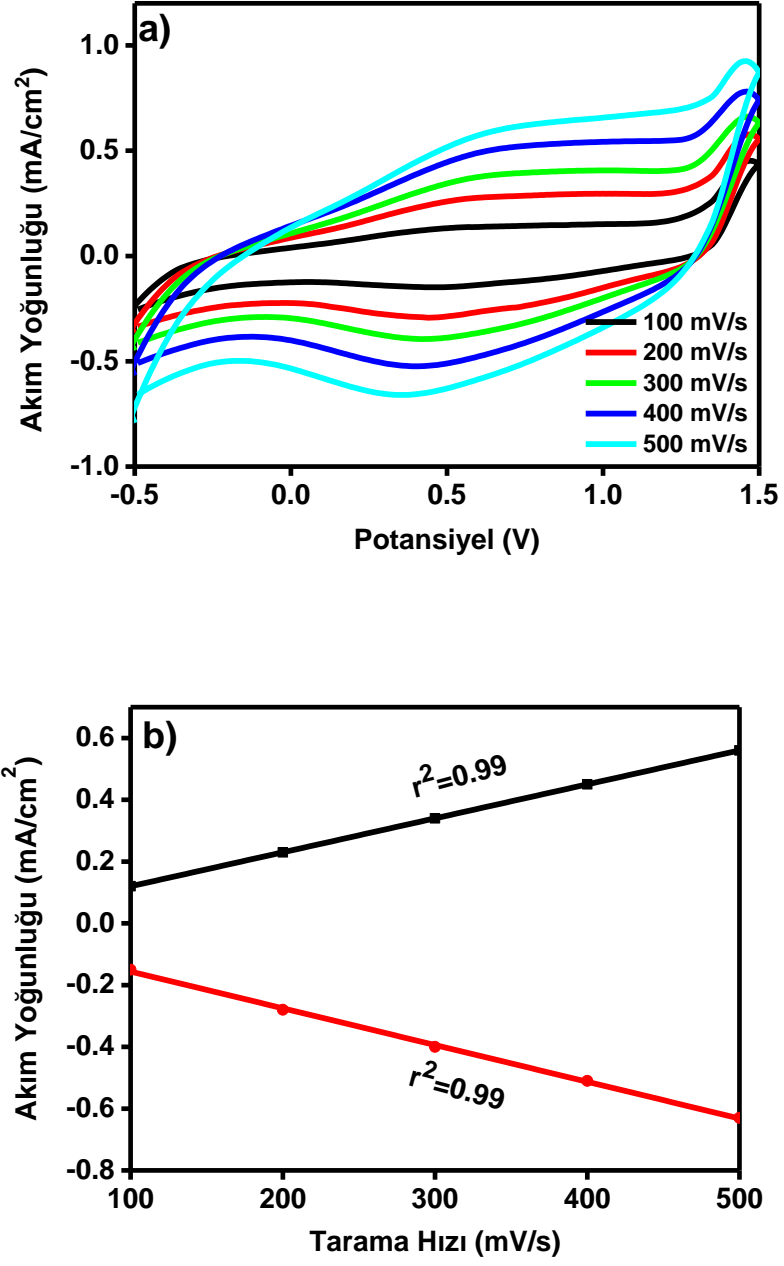 a)
1.0
0.5
0.0
-0.5
-1.0
Akım Yoğunluğu (mA/cm²)
-0.5 0.0 0.5 1.0 1.5
Potansiyel (V)
100 mV/s
200 mV/s
300 mV/s
400 mV/s
500 mV/s
b)
0.6
0.4
0.2
0.0
-0.2
-0.4
-0.6
-0.8
Akım Yoğunluğu (mA/cm²)
r²=0.99
r²=0.99
100 200 300 400 500
Tarama Hızı (mV/s)